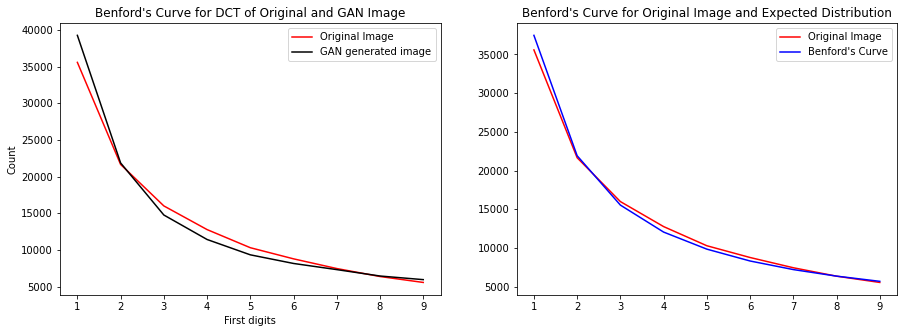 Benford's Curve for DCT of Original and GAN Image
Original Image
GAN generated image
40000
35000
30000
25000
20000
15000
10000
5000
Count
1 2 3 4 5 6 7 8 9
First digits
Benford's Curve for Original Image and Expected Distribution
Original Image
Benford's Curve
35000
30000
25000
20000
15000
10000
5000
1 2 3 4 5 6 7 8 9